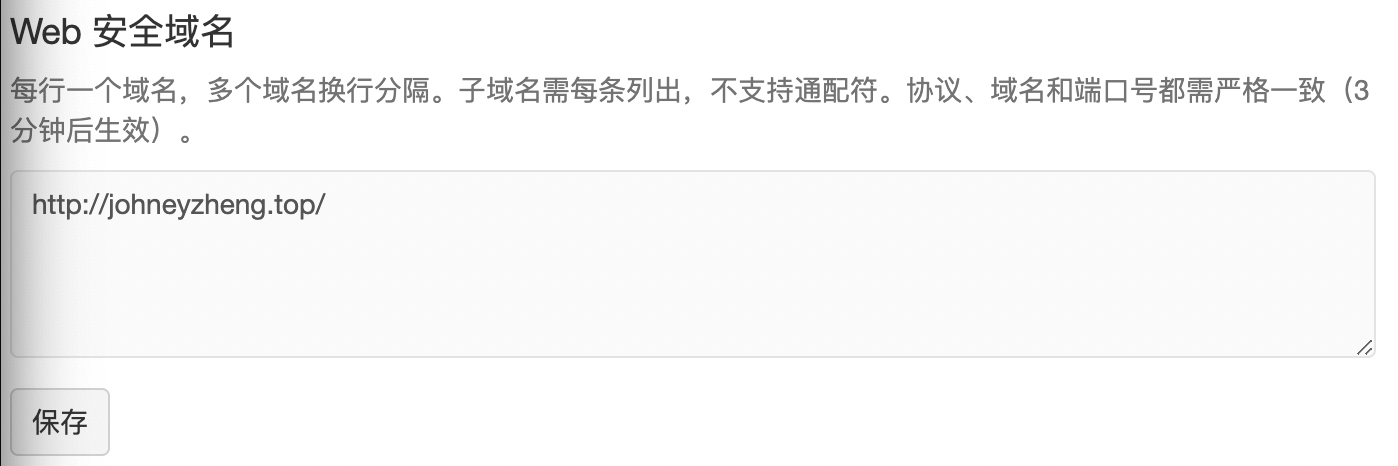 Web 安全域名
每行一个域名，多个域名换行分隔。子域名需每条列出，不支持通配符。协议、域名和端口号都需严格一致（3
分钟后生效）。
http://johneyzheng.top/
保存